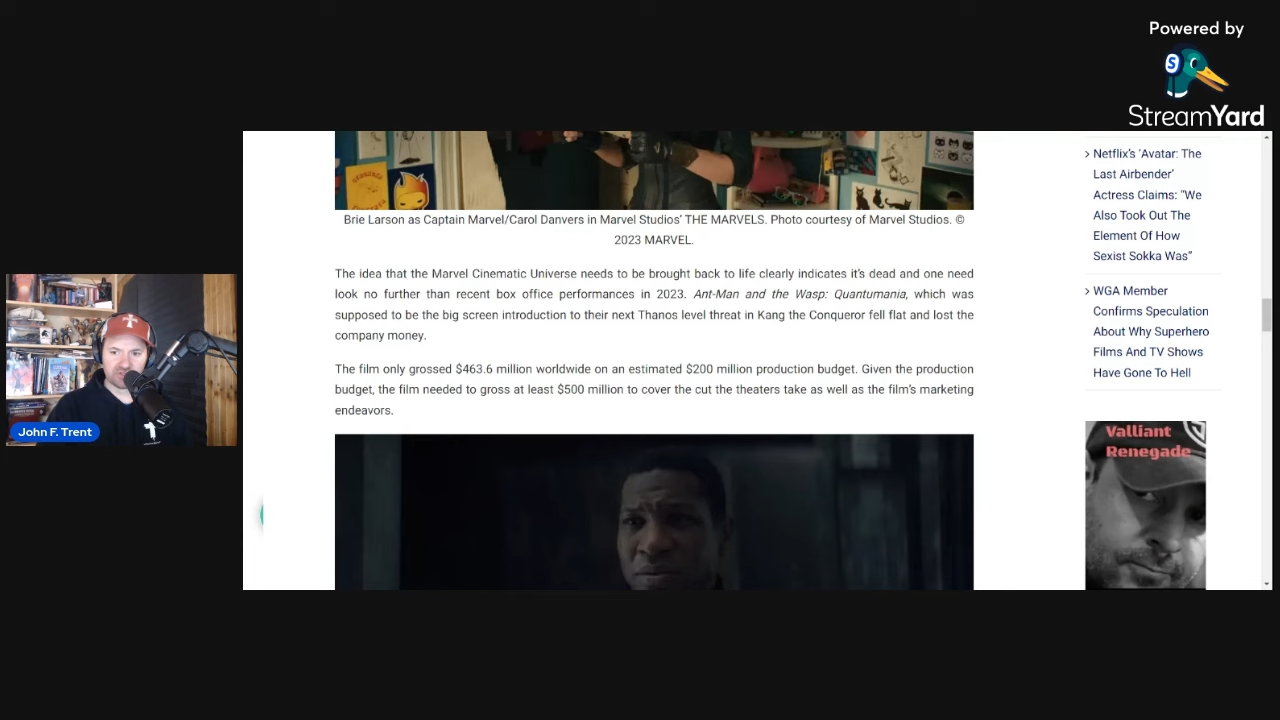 Powered by
S
StreamYard
Brie Larson as Captain Marvel/Carol Danvers in Marvel Studios' THE MARVELS. Photo courtesy of Marvel Studios. ©
2023 MARVEL.
The idea that the Marvel Cinematic Universe needs to be brought back to life clearly indicates it's dead and one need
look no further than recent box office performances in 2023. Ant-Man and the Wasp: Quantumania, which was
supposed to be the big screen introduction to their next Thanos level threat in Kang the Conqueror fell flat and lost the
company money.
The film only grossed $463.6 million worldwide on an estimated $200 million production budget. Given the production
budget, the film needed to gross at least $500 million to cover the cut the theaters take as well as the film's marketing
endeavors.
› Netflix's 'Avatar: The
Last Airbender'
Actress Claims: “We
Also Took Out The
Element Of How
Sexist Sokka Was”
› WGA Member
Confirms Speculation
About Why Superhero
Films And TV Shows
Have Gone To Hell
Valliant
Renegade
John F. Trent